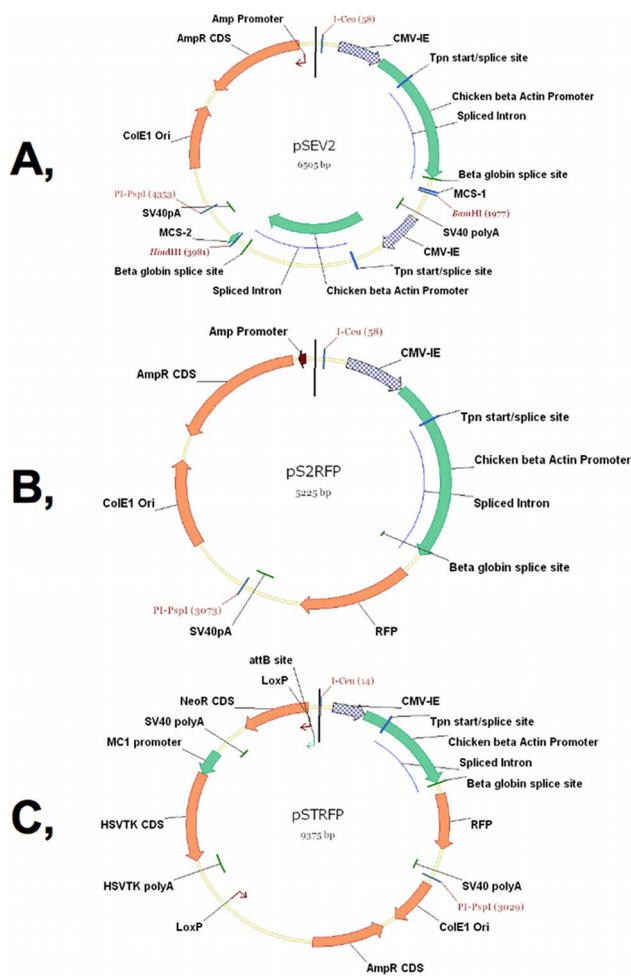 A,
Amp Promoter
I-Ceu (58)
CMV-IE
AmpR CDS
Tpn start/splice site
Chicken beta Actin Promoter
Spliced Intron
ColE1 Ori
pSEV2
6505 bp
Beta globin splice site
MCS-1
PI-PspI (4353)
BamHI (1977)
SV40pA
SV40 polyA
MCS-2
CMV-IE
HindIII (3981)
Beta globin splice site
Tpn start/splice site
Spliced Intron
Chicken beta Actin Promoter
B,
Amp Promoter
I-Ceu (58)
CMV-IE
AmpR CDS
Tpn start/splice site
Chicken beta Actin Promoter
pS2RFP
5225 bp
ColE1 Ori
Spliced Intron
Beta globin splice site
PI-PspI (3073)
SV40pA
RFP
C,
attB site
I-Ceu (14)
LoxP
NeoR CDS
CMV-IE
SV40 polyA
Tpn start/splice site
MC1 promoter
Chicken beta Actin Promoter
Spliced Intron
Beta globin splice site
HSVTK CDS
pSTRFP
9375 bp
RFP
HSVTK polyA
SV40 polyA
PI-PspI (3029)
LoxP
ColE1 Ori
AmpR CDS